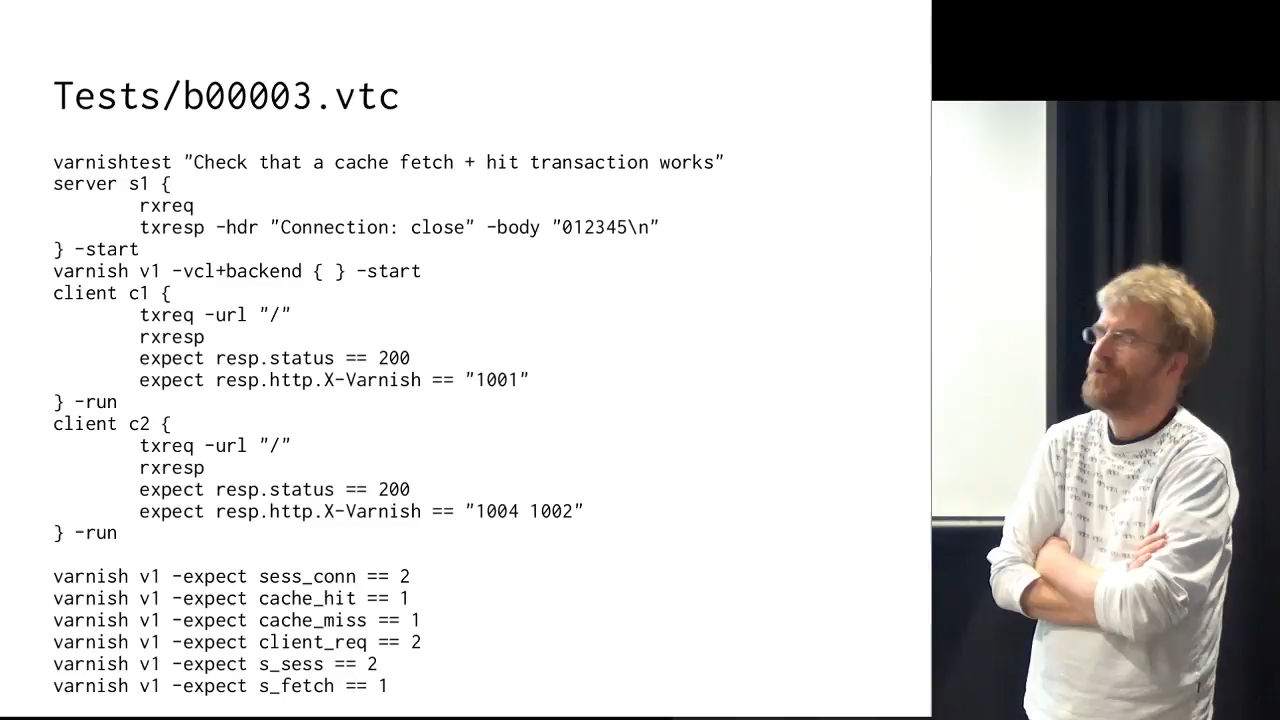 Tests/b00003.vtc
varnishtest "Check that a cache fetch + hit transaction works"
server s1 {
rxreq
txresp -hdr "Connection: close" -body "012345\n"
} -start
varnish v1 -vcl+backend { } -start
client c1 {
txreq -url "/"
rxresp
expect resp.status == 200
expect resp.http.X-Varnish == "1001"
} -run
client c2 {
txreq -url "/"
rxresp
expect resp.status == 200
expect resp.http.X-Varnish == "1004 1002"
} -run
varnish v1 -expect sess_conn == 2
varnish v1 -expect cache_hit == 1
varnish v1 -expect cache_miss == 1
varnish v1 -expect client_req == 2
varnish v1 -expect s_sess == 2
varnish v1 -expect s_fetch == 1